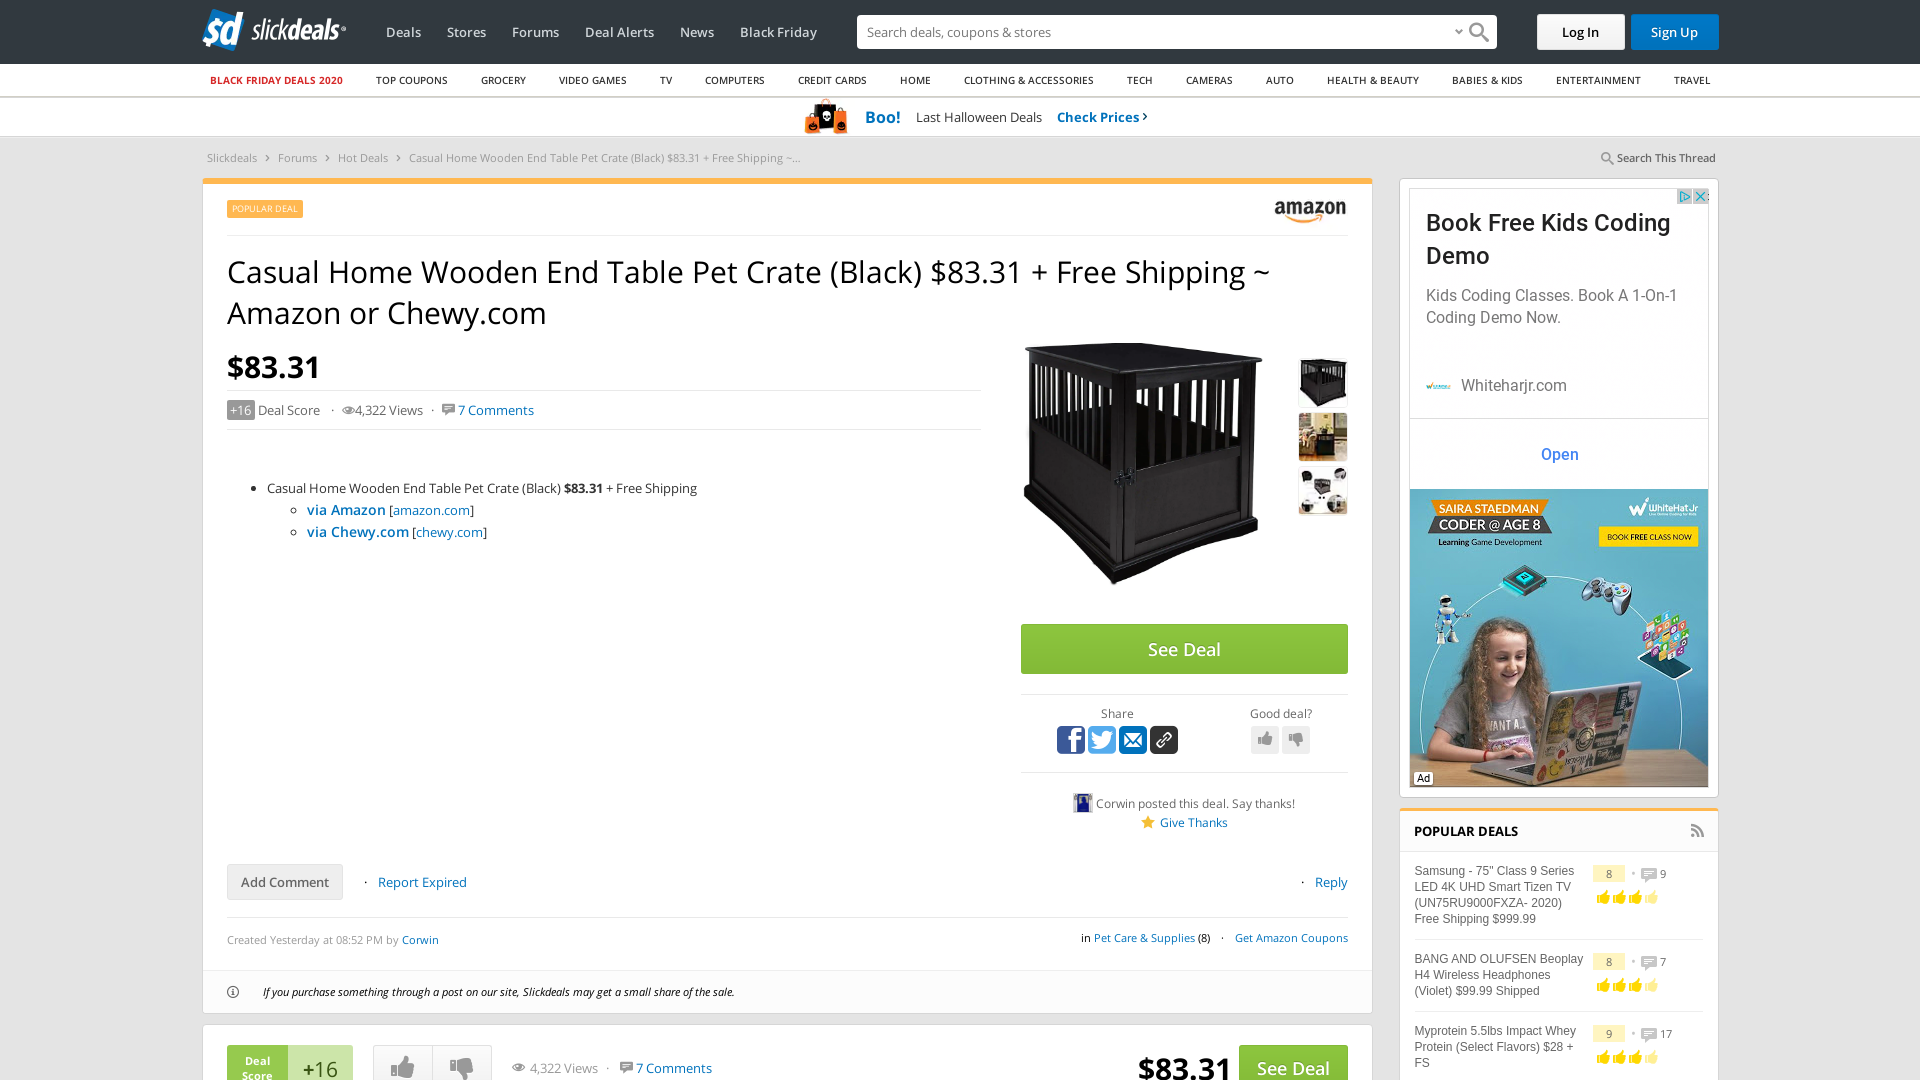 sd slickdeals
Deals Stores Forums Deal Alerts News Black Friday
Search deals, coupons & stores
Log In Sign Up
BLACK FRIDAY DEALS 2020 TOP COUPONS GROCERY VIDEO GAMES TV COMPUTERS CREDIT CARDS HOME CLOTHING & ACCESSORIES TECH CAMERAS AUTO HEALTH & BEAUTY BABIES & KIDS ENTERTAINMENT TRAVEL
Boo! Last Halloween Deals Check Prices ›
Slickdeals › Forums › Hot Deals › Casual Home Wooden End Table Pet Crate (Black) $83.31 + Free Shipping ~...
Search This Thread
POPULAR DEAL
amazon
Casual Home Wooden End Table Pet Crate (Black) $83.31 + Free Shipping ~
Amazon or Chewy.com
$83.31
+16 Deal Score · 4,322 Views · 7 Comments
• Casual Home Wooden End Table Pet Crate (Black) $83.31 + Free Shipping
via Amazon [amazon.com]
via Chewy.com [chewy.com]
See Deal
Share
Good deal?
Corwin posted this deal. Say thanks!
Give Thanks
Add Comment · Report Expired
· Reply
Created Yesterday at 08:52 PM by Corwin
in Pet Care & Supplies (8) · Get Amazon Coupons
If you purchase something through a post on our site, Slickdeals may get a small share of the sale.
Deal
Score
+16
4,322 Views · 7 Comments
$83.31
See Deal
Book Free Kids Coding
Demo
Kids Coding Classes. Book A 1-On-1
Coding Demo Now.
Whiteharjr.com
Open
SAIRA STAEDMAN
CODER @ AGE 8
Learning Game Development
WhiteHat Jr
BOOK FREE CLASS NOW
WANT A...
Ad
POPULAR DEALS
Samsung - 75" Class 9 Series
LED 4K UHD Smart Tizen TV
(UN75RU9000FXZA- 2020)
Free Shipping $999.99
8 • 9
BANG AND OLUFSEN Beoplay
H4 Wireless Headphones
(Violet) $99.99 Shipped
8 • 7
Myprotein 5.5lbs Impact Whey
Protein (Select Flavors) $28 +
FS
9 • 17